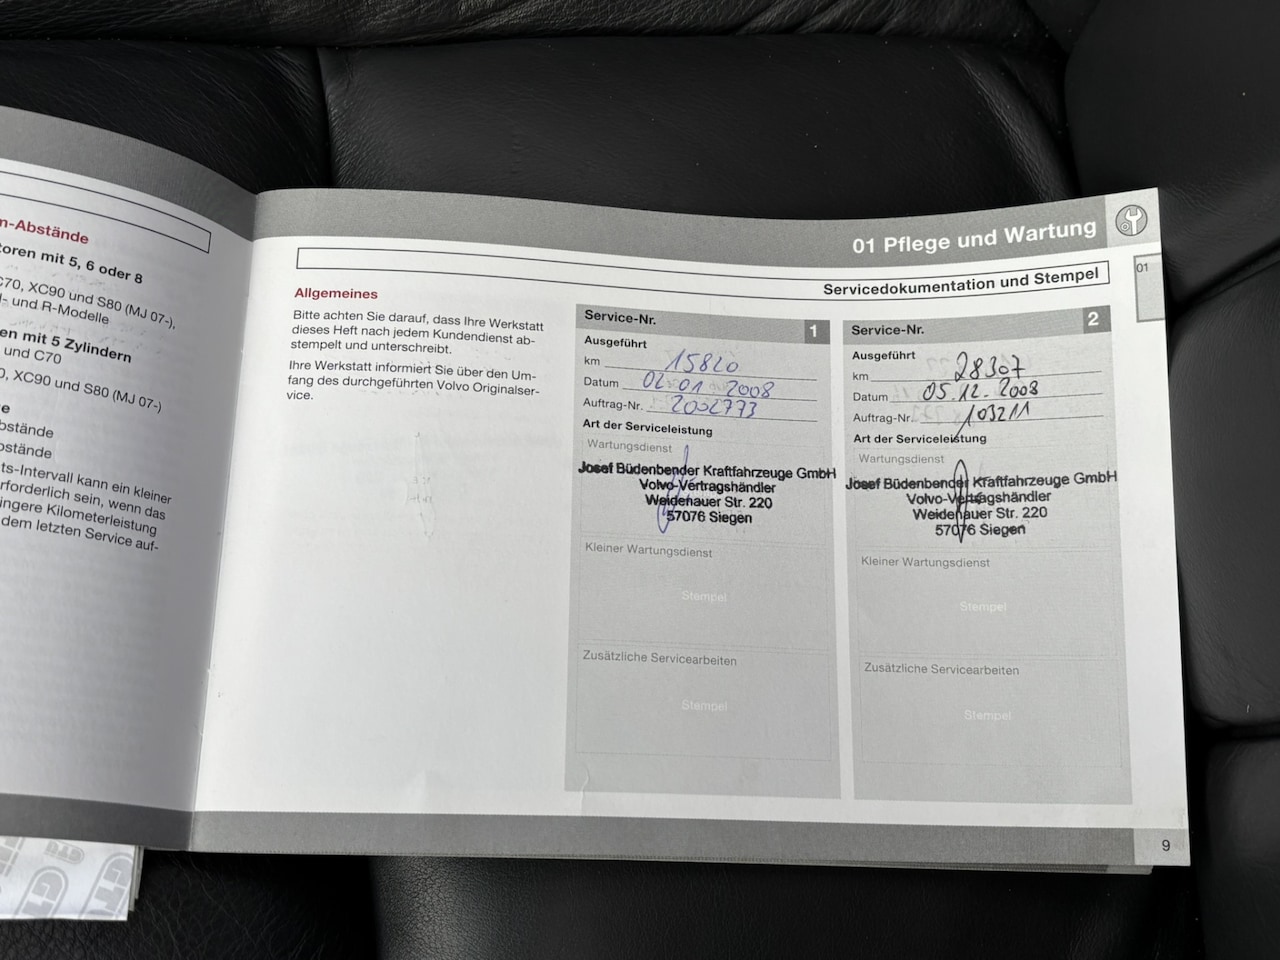 n-Abstände
toren mit 5, 6 oder 8
C70, XC90 und S80 (MJ 07-),
- und R-Modelle
en mit 5 Zylindern
und C70
0, XC90 und S80 (MJ 07-)
e
bstände
bstände
ts-Intervall kann ein kleiner
rforderlich sein, wenn das
ingere Kilometerleistung
dem letzten Service auf-
01 Pflege und Wartung
01
Servicedokumentation und Stempel
Allgemeines
Bitte achten Sie darauf, dass Ihre Werkstatt
dieses Heft nach jedem Kundendienst ab-
stempelt und unterschreibt.
Ihre Werkstatt informiert Sie über den Um-
fang des durchgeführten Volvo Originalser-
vice.
Service-Nr. 1
Ausgeführt
km 15820
Datum 02.01.2008
Auftrag-Nr. 2002773
Art der Serviceleistung
Wartungsdienst
Josef Büdenbender Kraftfahrzeuge GmbH
Volvo-Vertragshändler
Weidenauer Str. 220
57076 Siegen
Kleiner Wartungsdienst
Stempel
Zusätzliche Servicearbeiten
Stempel
Service-Nr. 2
Ausgeführt
km 28307
Datum 05.12.2008
Auftrag-Nr. 103211
Art der Serviceleistung
Wartungsdienst
Josef Büdenbender Kraftfahrzeuge GmbH
Volvo-Vertragshändler
Weidenauer Str. 220
57076 Siegen
Kleiner Wartungsdienst
Stempel
Zusätzliche Servicearbeiten
Stempel
9
GTÜ